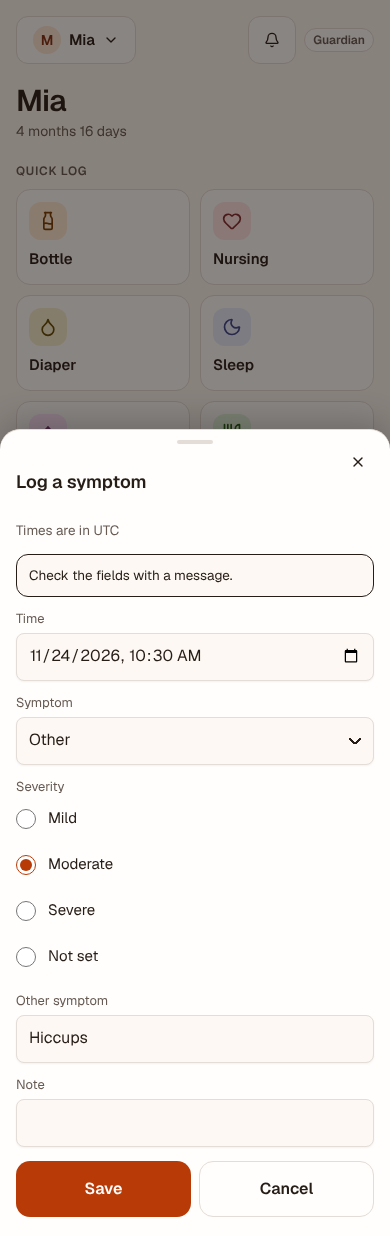 M Mia Guardian
Mia
4 months 16 days
QUICK LOG
Bottle Nursing
Diaper Sleep
Log a symptom
Times are in UTC
Check the fields with a message.
Time
11/24/2026, 10:30 AM
Symptom
Other
Severity
Mild
Moderate
Severe
Not set
Other symptom
Hiccups
Note
Save Cancel